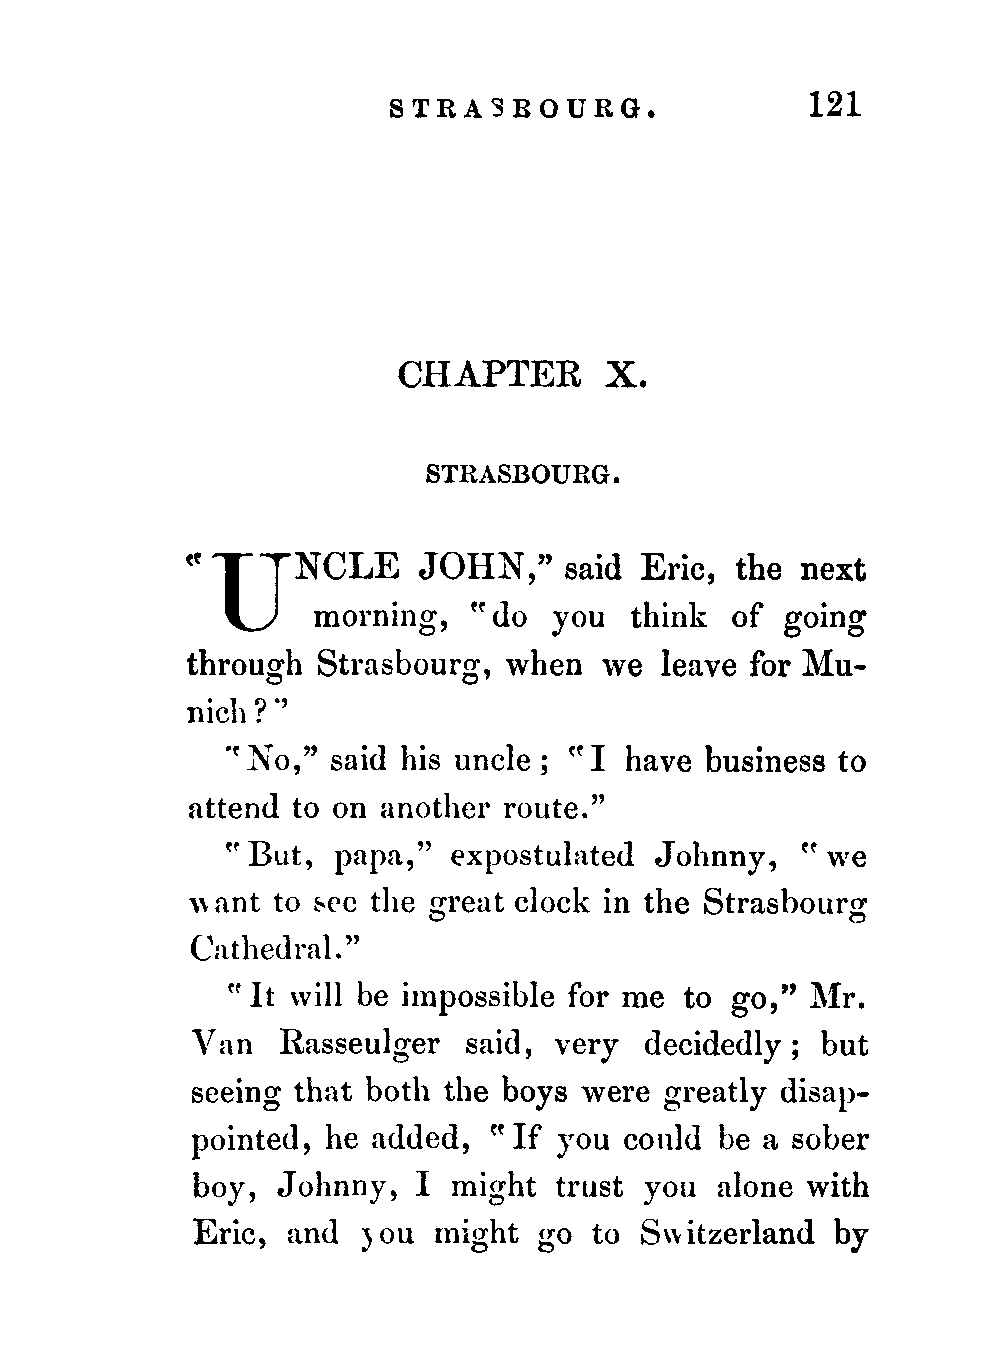 STRASBOURG. 121
CHAPTER X.
STRASBOURG.
"UNCLE JOHN," said Eric, the next
morning, "do you think of going
through Strasbourg, when we leave for Mu-
nich?"
"No," said his uncle; "I have business to
attend to on another route."
"But, papa," expostulated Johnny, "we
want to see the great clock in the Strasbourg
Cathedral."
"It will be impossible for me to go," Mr.
Van Rasseulger said, very decidedly; but
seeing that both the boys were greatly disap-
pointed, he added, "If you could be a sober
boy, Johnny, I might trust you alone with
Eric, and you might go to Switzerland by